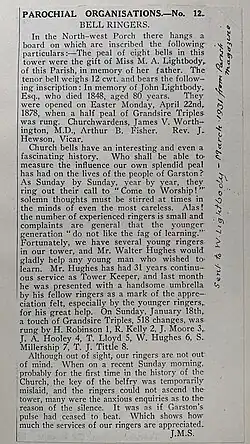 PAROCHIAL ORGANISATIONS.—No. 12.
BELL RINGERS.
In the North-west Porch there hangs a
board on which are inscribed the following
particulars:—The peal of eight bells in this
tower were the gift of Miss M. A. Lightbody,
of this Parish, in memory of her father. The
tenor bell weighs 12 cwt. and bears the follow-
ing inscription: In memory of John Lightbody,
Esq., who died 1848, aged 90 years. They
were opened on Easter Monday, April 22nd,
1878, when a half peal of Grandsire Triples
was rung. Churchwardens, James V. Worth-
ington, M.D., Arthur B. Fisher. Rev. J.
Hewson, Vicar.
Church bells have an interesting and even a
fascinating history. Who shall be able to
measure the influence our own splendid peal
has had on the lives of the people of Garston?
As Sunday by Sunday, year by year, they
ring out their call to "Come to Worship!"
solemn thoughts must be stirred at times in
the minds of even the most careless. Alas!
the number of experienced ringers is small and
complaints are general that the younger
generation "do not like the fag of learning."
Fortunately, we have several young ringers
in our tower, and Mr. Walter Hughes would
gladly help any young man who wished to
learn. Mr. Hughes has had 31 years continu-
ous service as Tower Keeper, and last month
he was presented with a handsome umbrella
by his fellow ringers as a mark of the appre-
ciation felt, especially by the younger ringers,
for his great help. On Sunday, January 18th,
a touch of Grandsire Triples, 518 changes, was
rung by H. Robinson 1, R. Kelly 2, J. Moore 3,
J. A. Hooley 4, T. Lloyd 5, W. Hughes 6, S.
Millership 7, T. J. Tittle 8.
Although out of sight, our ringers are not out
of mind. When on a recent Sunday morning,
probably for the first time in the history of the
Church, the key of the belfry was temporarily
mislaid, and the ringers could not ascend the
tower, many were the anxious enquiries as to the
reason of the silence. It was as if Garston's
pulse had ceased to beat. Which shows how
much the services of our ringers are appreciated.
J.M.S.
Send to W Lightbody - March 1931 from Parish
magazine